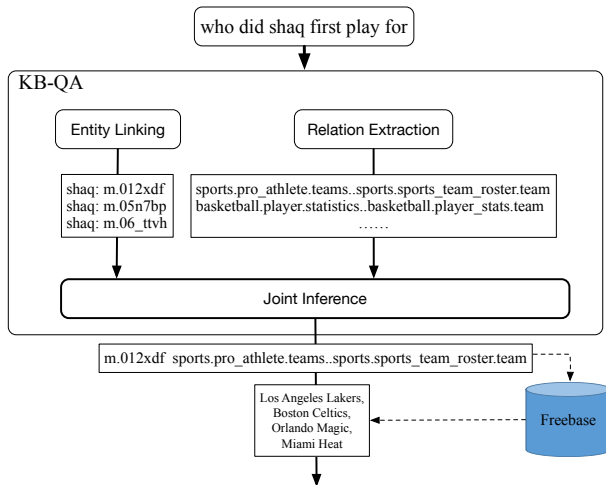 who did shaq first play for
KB-QA
Entity Linking
Relation Extraction
shaq: m.012xdf
shaq: m.05n7bp
shaq: m.06_ttvh
sports.pro_athlete.teams..sports.sports_team_roster.team
basketball.player.statistics..basketball.player_stats.team
……
Joint Inference
m.012xdf sports.pro_athlete.teams..sports.sports_team_roster.team
Los Angeles Lakers,
Boston Celtics,
Orlando Magic,
Miami Heat
Freebase